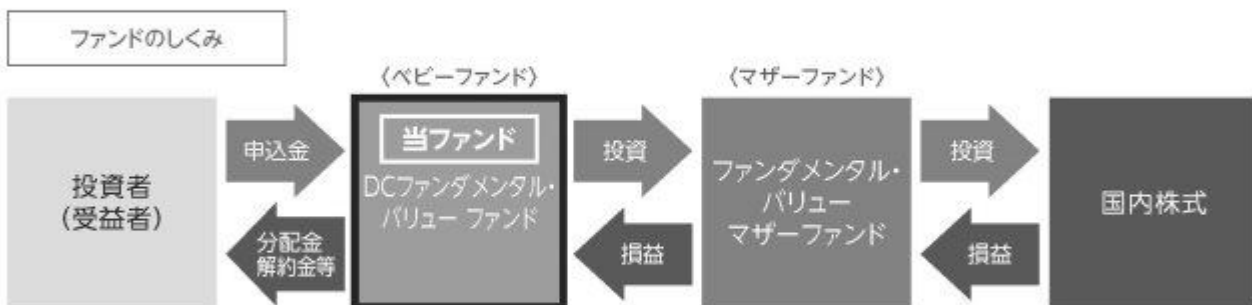 ファンドのしくみ
〈ベビーファンド〉
〈マザーファンド〉
投資者
(受益者)
申込金
分配金
解約金等
当ファンド
DCファンダメンタル・
バリュー ファンド
投資
損益
ファンダメンタル・
バリュー
マザーファンド
投資
損益
国内株式